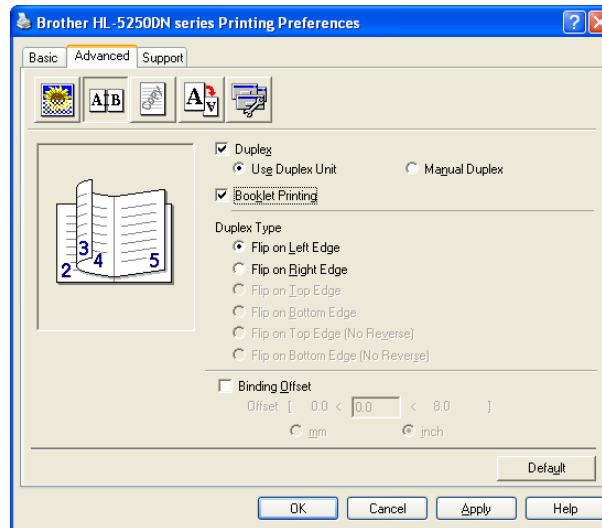 Brother HL-5250DN series Printing Preferences
Basic Advanced Support
A B
copy
A A
Duplex
Use Duplex Unit Manual Duplex
Booklet Printing
Duplex Type
Flip on Left Edge
Flip on Right Edge
Flip on Top Edge
Flip on Bottom Edge
Flip on Top Edge (No Reverse)
Flip on Bottom Edge (No Reverse)
2 3 4 5
Binding Offset
Offset [ 0.0 < 0.0 < 8.0 ]
mm inch
Default
OK Cancel Apply Help